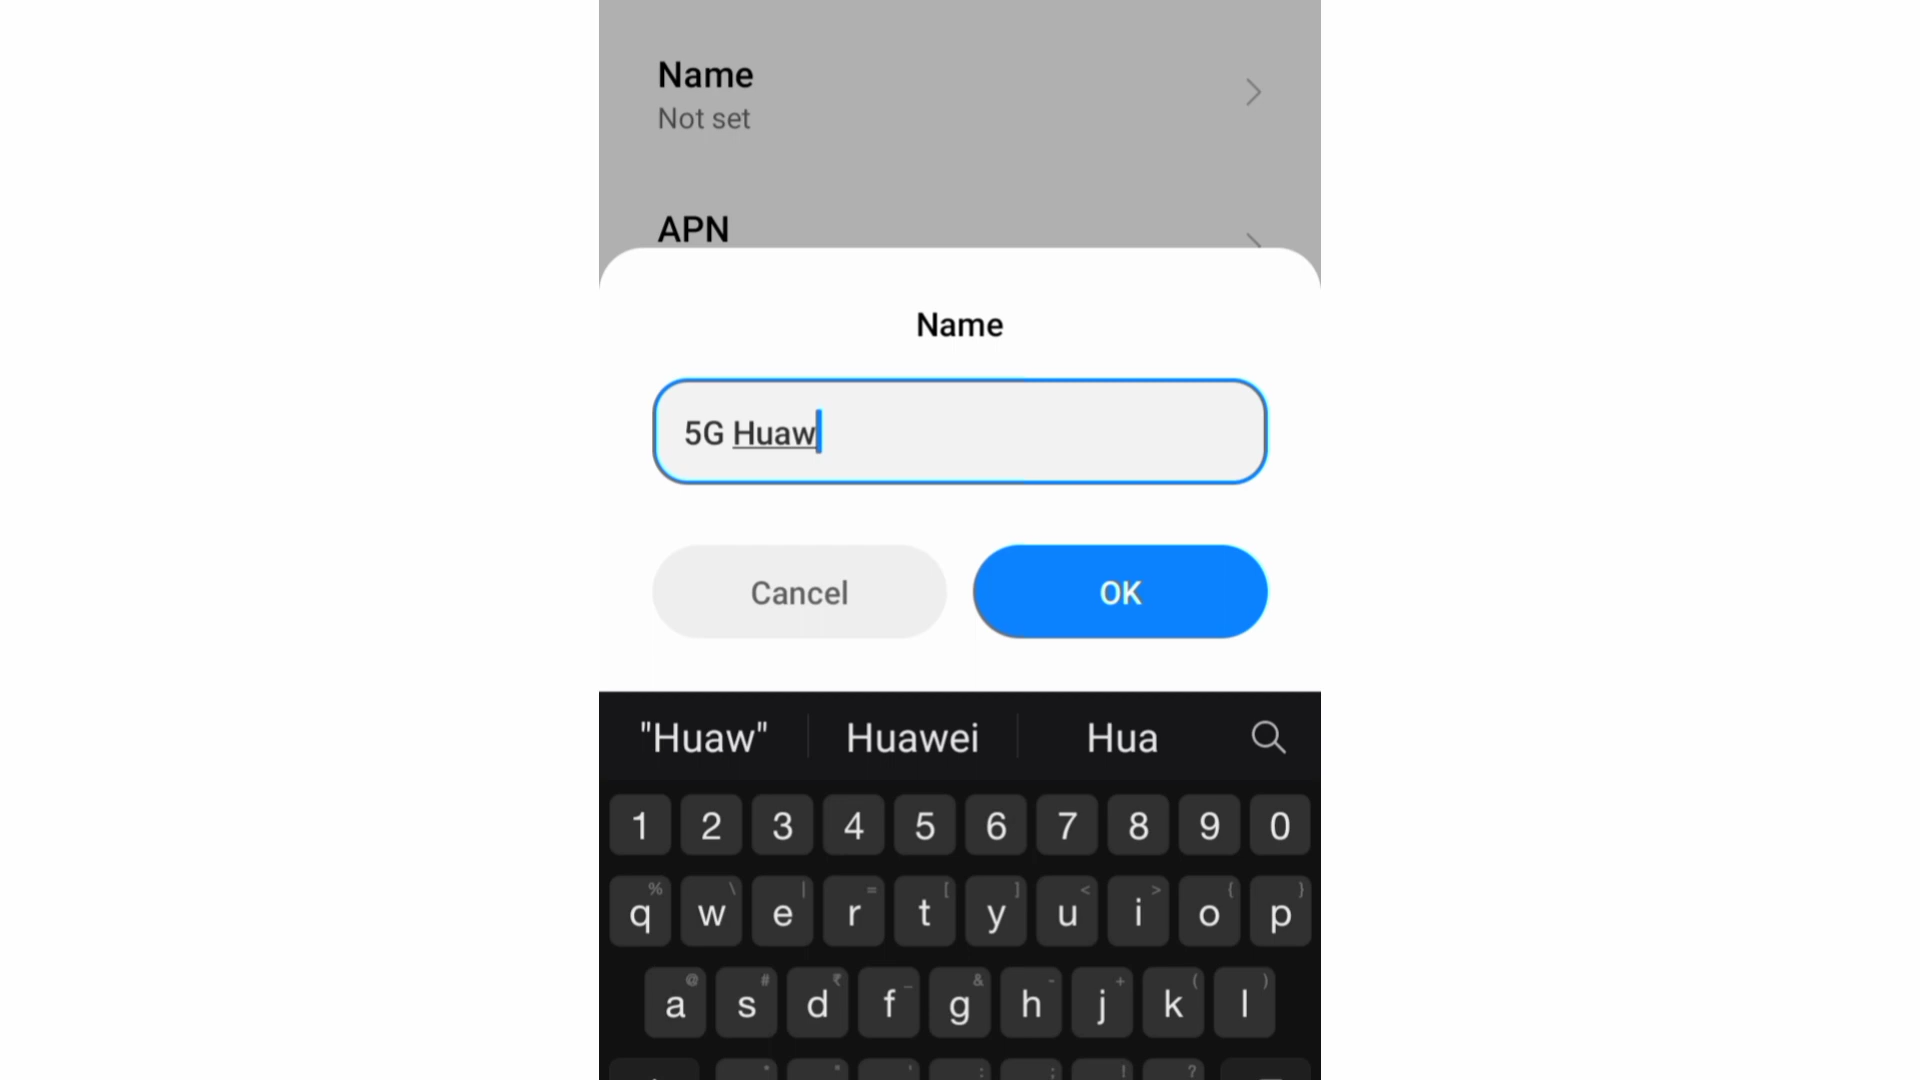 Name
Not set
APN
Name
5G Huaw
Cancel OK
"Huaw" Huawei Hua
1 2 3 4 5 6 7 8 9 0
% \ | = [ ] < > { }
q w e r t y u i o p
@ # ₹ _ & - + ( )
a s d f g h j k l
* " ' : ; ! ?